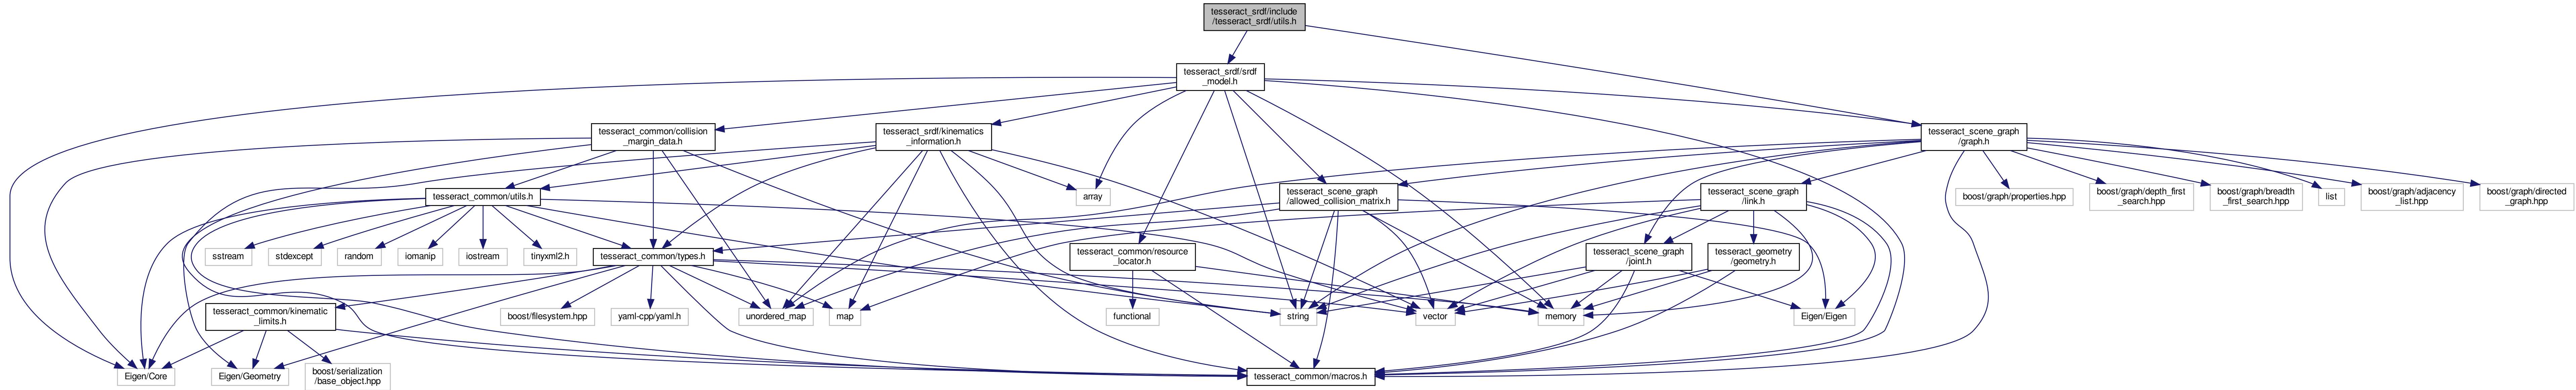 tesseract_srdf/include
/tesseract_srdf/utils.h
tesseract_srdf/srdf
_model.h
tesseract_common/collision
_margin_data.h
tesseract_srdf/kinematics
_information.h
tesseract_scene_graph
/graph.h
tesseract_common/utils.h
array
tesseract_scene_graph
/allowed_collision_matrix.h
tesseract_scene_graph
/link.h
boost/graph/properties.hpp
boost/graph/depth_first
_search.hpp
boost/graph/breadth
_first_search.hpp
list
boost/graph/adjacency
_list.hpp
boost/graph/directed
_graph.hpp
sstream
stdexcept
random
iomanip
iostream
tinyxml2.h
tesseract_common/types.h
tesseract_common/resource
_locator.h
tesseract_scene_graph
/joint.h
tesseract_geometry
/geometry.h
tesseract_common/kinematic
_limits.h
boost/filesystem.hpp
yaml-cpp/yaml.h
unordered_map
map
functional
string
vector
memory
Eigen/Eigen
Eigen/Core
Eigen/Geometry
boost/serialization
/base_object.hpp
tesseract_common/macros.h